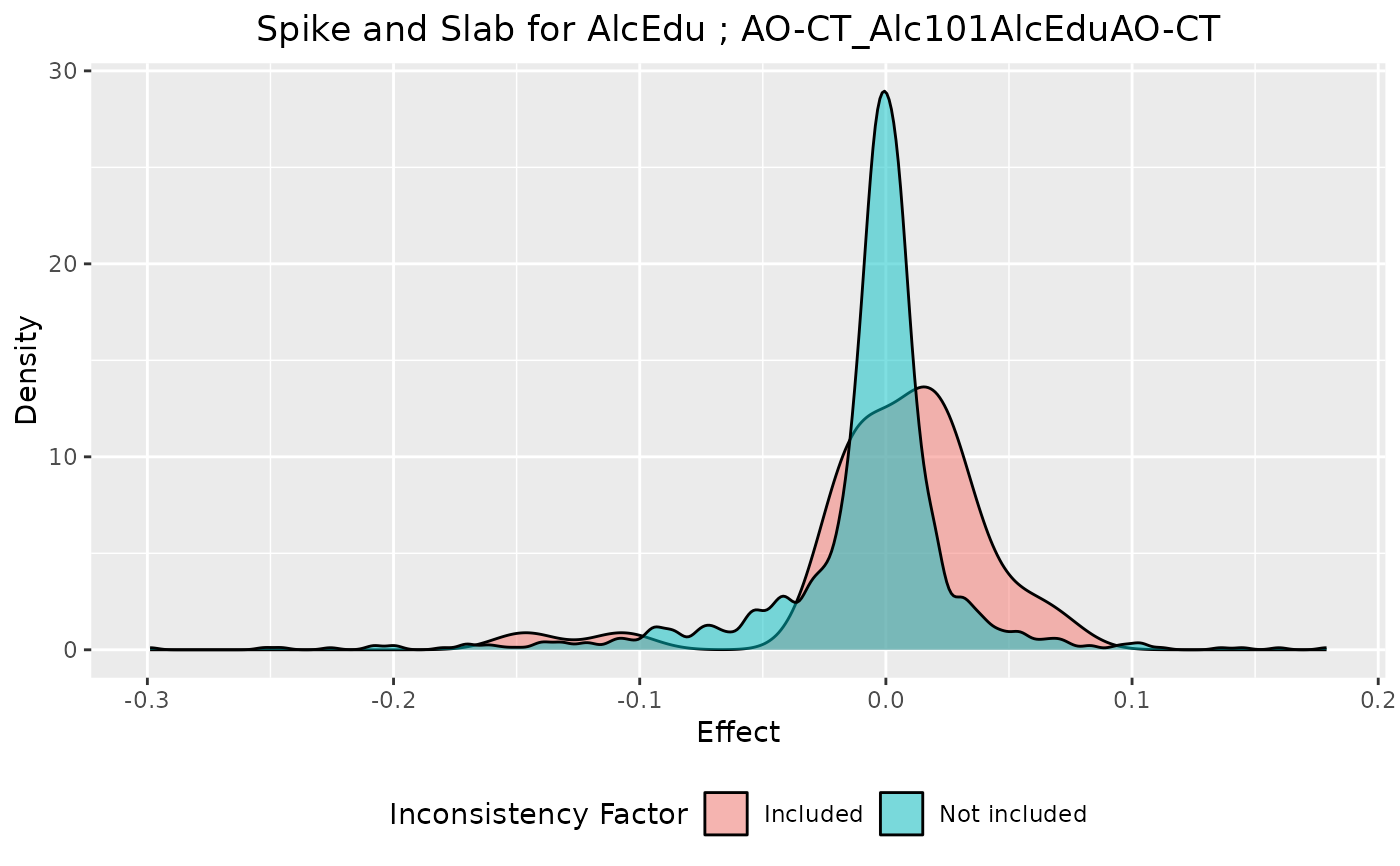 Spike and Slab for AlcEdu ; AO-CT_Alc101AlcEduAO-CT
30
20
10
0
Density
-0.3 -0.2 -0.1 0.0 0.1 0.2
Effect
Inconsistency Factor Included Not included